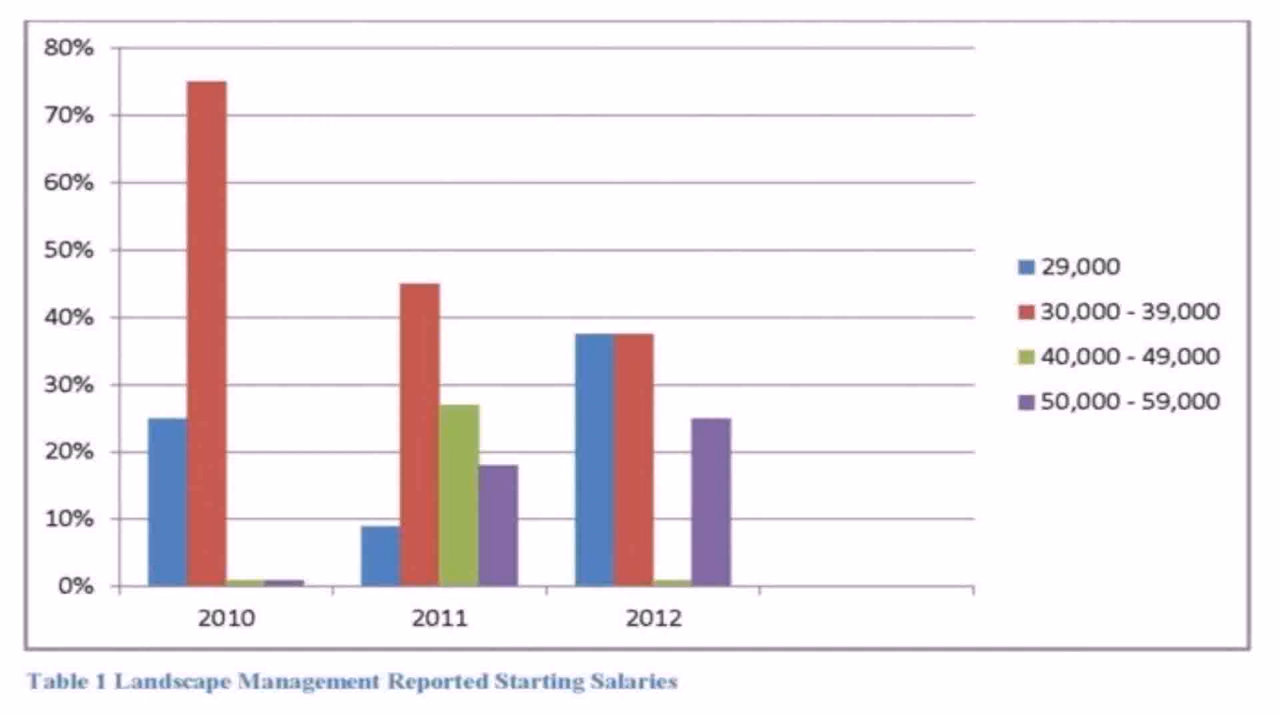 80%
70%
60%
50%
40%
30%
20%
10%
0%
2010 2011 2012
29,000
30,000 - 39,000
40,000 - 49,000
50,000 - 59,000
Table 1 Landscape Management Reported Starting Salaries